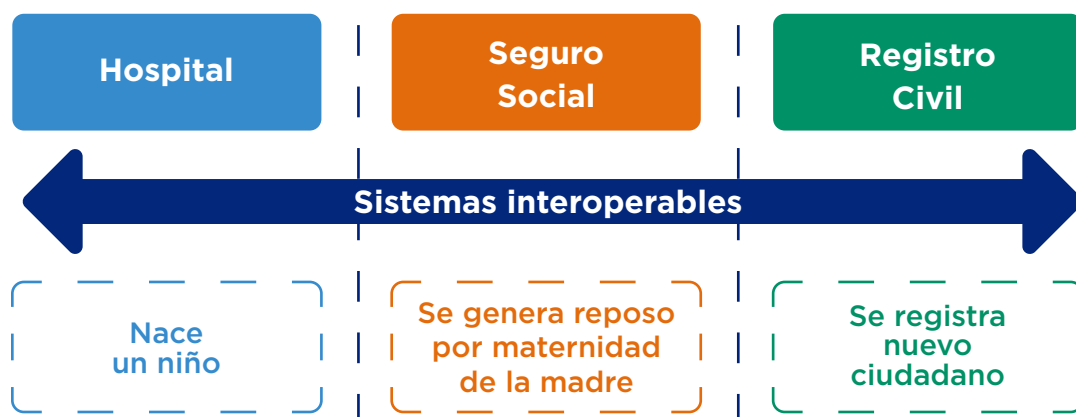 Hospital
Seguro
Social
Registro
Civil
Sistemas interoperables
Nace
un niño
Se genera reposo
por maternidad
de la madre
Se registra
nuevo
ciudadano